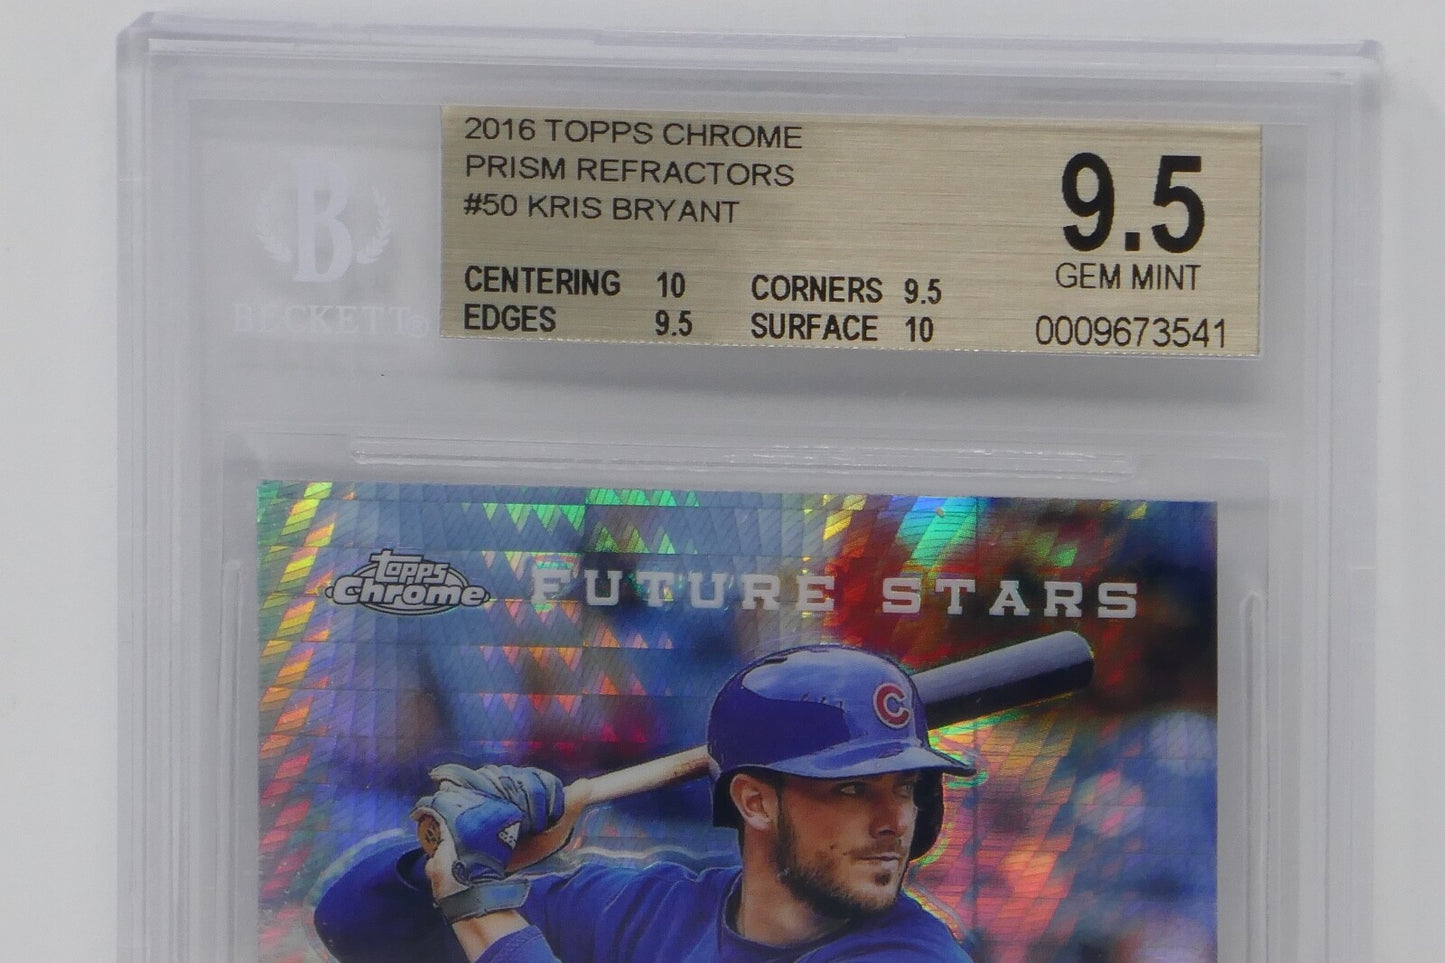 2016 TOPPS CHROME
PRISM REFRACTORS
#50 KRIS BRYANT
9.5
GEM MINT
CENTERING 10 CORNERS 9.5
EDGES 9.5 SURFACE 10
0009673541
B
BECKETT®
topps
Chrome
FUTURE STARS
C